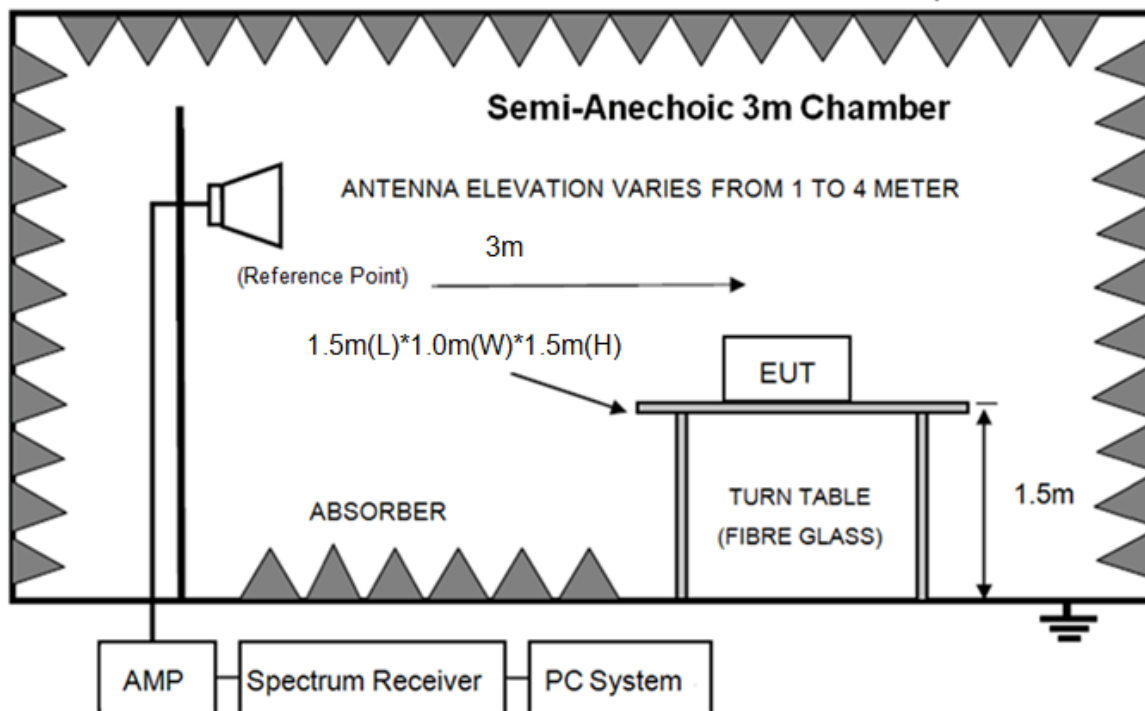 Semi-Anechoic 3m Chamber
ANTENNA ELEVATION VARIES FROM 1 TO 4 METER
3m
(Reference Point)
1.5m(L)*1.0m(W)*1.5m(H)
EUT
1.5m
TURN TABLE
(FIBRE GLASS)
ABSORBER
AMP
Spectrum Receiver
PC System